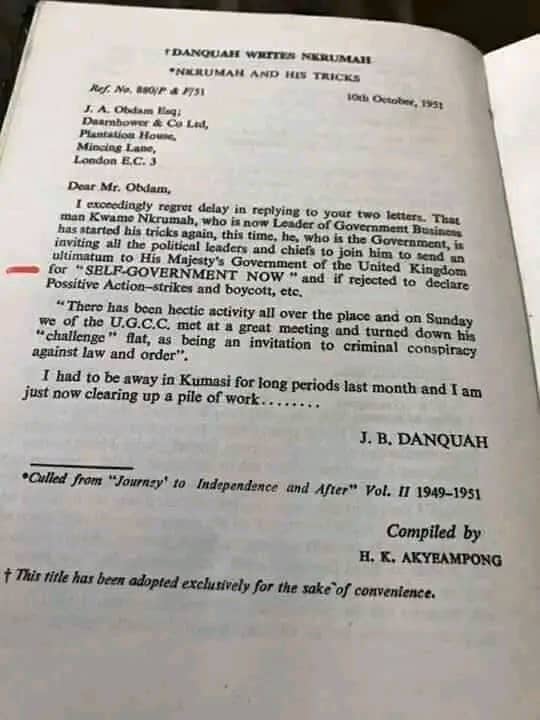 † DANQUAH WRITES NKRUMAH
*NKRUMAH AND HIS TRICKS
Ref. No. 880/P & F/51
10th October, 1951
J. A. Obdam Esq;
Daarnhower & Co Ltd,
Plantation House,
Mincing Lane,
London E.C. 3
Dear Mr. Obdam,
I exceedingly regret delay in replying to your two letters. That
man Kwame Nkrumah, who is now Leader of Government Business
has started his tricks again, this time, he, who is the Government, is
inviting all the political leaders and chiefs to join him to send an
ultimatum to His Majesty's Government of the United Kingdom
for "SELF-GOVERNMENT NOW" and if rejected to declare
Possitive Action–strikes and boycott, etc.
"There has been hectic activity all over the place and on Sunday
we of the U.G.C.C. met at a great meeting and turned down his
"challenge" flat, as being an invitation to criminal conspiracy
against law and order".
I had to be away in Kumasi for long periods last month and I am
just now clearing up a pile of work........
J. B. DANQUAH
*Culled from "Journey' to Independence and After" Vol. II 1949-1951
Compiled by
H. K. AKYEAMPONG
† This title has been adopted exclusively for the sake of convenience.